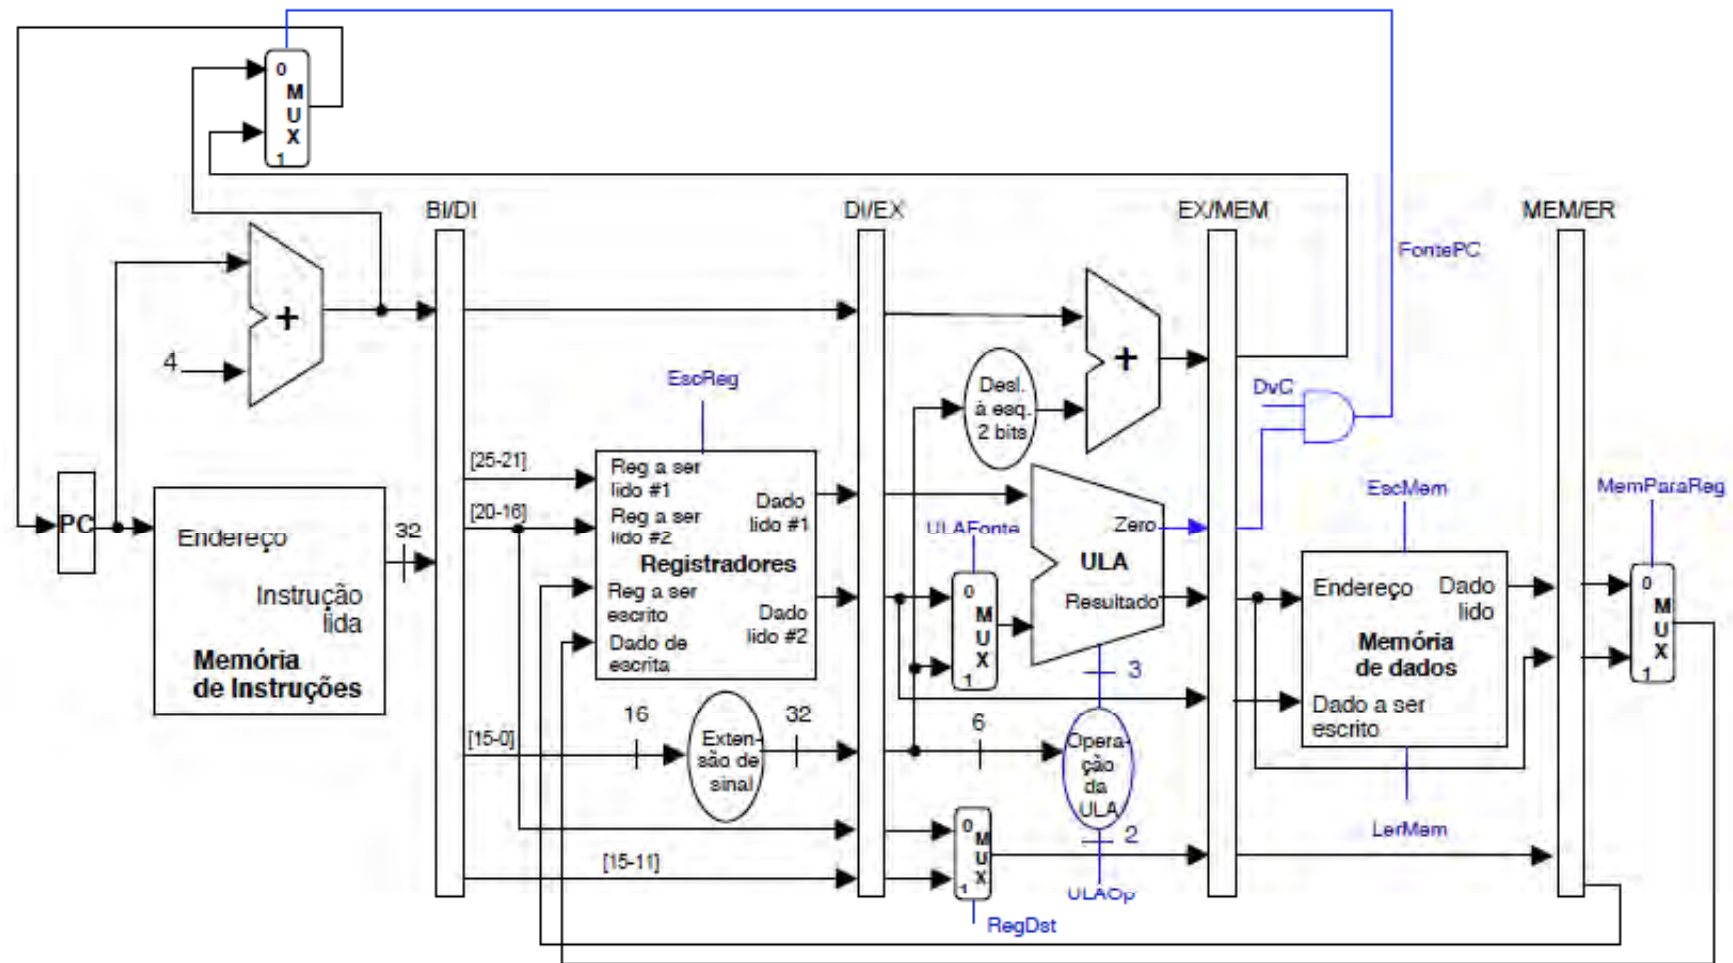 0
M
U
X
1
BI/DI
DI/EX
EX/MEM
MEM/ER
FontePC
+
4
+
Desl.
à esq.
2 bits
DvC
EscReg
[25-21]
Reg a ser
lido #1
Dado
lido #1
[20-16]
Reg a ser
lido #2
Registradores
Reg a ser
escrito
Dado
lido #2
Dado de
escrita
PC
Endereço
32
Instrução
lida
Memória
de Instruções
ULAFonte
0
M
U
X
1
Zero
ULA
Resultado
3
EscMem
MemParaReg
Endereço
Dado
lido
Memória
de dados
Dado a ser
escrito
0
M
U
X
1
[15-0]
16
Exten-
são de
sinal
32
6
Opera-
ção
da
ULA
2
LerMem
[15-11]
0
M
U
X
1
ULAOp
RegDst